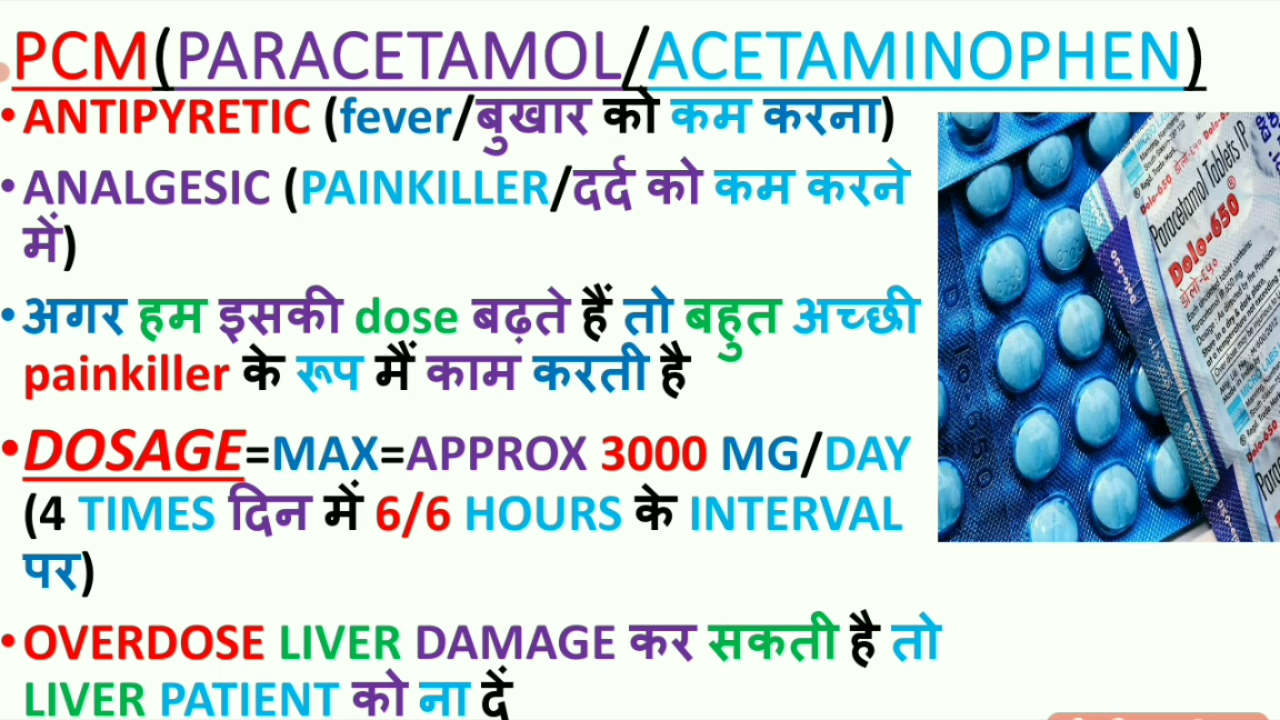 PCM(PARACETAMOL/ACETAMINOPHEN)
•ANTIPYRETIC (fever/बुखार को कम करना)
•ANALGESIC (PAINKILLER/दर्द को कम करने
में)
•अगर हम इसकी dose बढ़ते हैं तो बहुत अच्छी
painkiller के रूप मैं काम करती है
•DOSAGE=MAX=APPROX 3000 MG/DAY
(4 TIMES दिन में 6/6 HOURS के INTERVAL
पर)
•OVERDOSE LIVER DAMAGE कर सकती है तो
LIVER PATIENT को ना दें
Paracetamol Tablets IP
Dolo-650®
डोलो-६५०